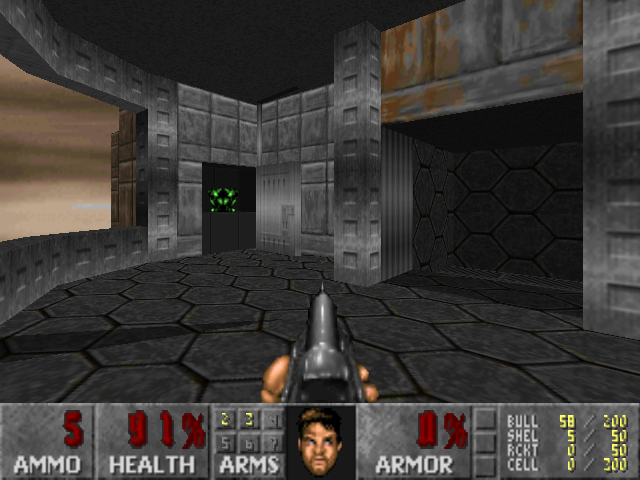 5 91% 2 3 4 0% BULL 58 / 200
SHEL 5 / 50
5 6 7 RCKT 0 / 50
AMMO HEALTH ARMS ARMOR CELL 0 / 300